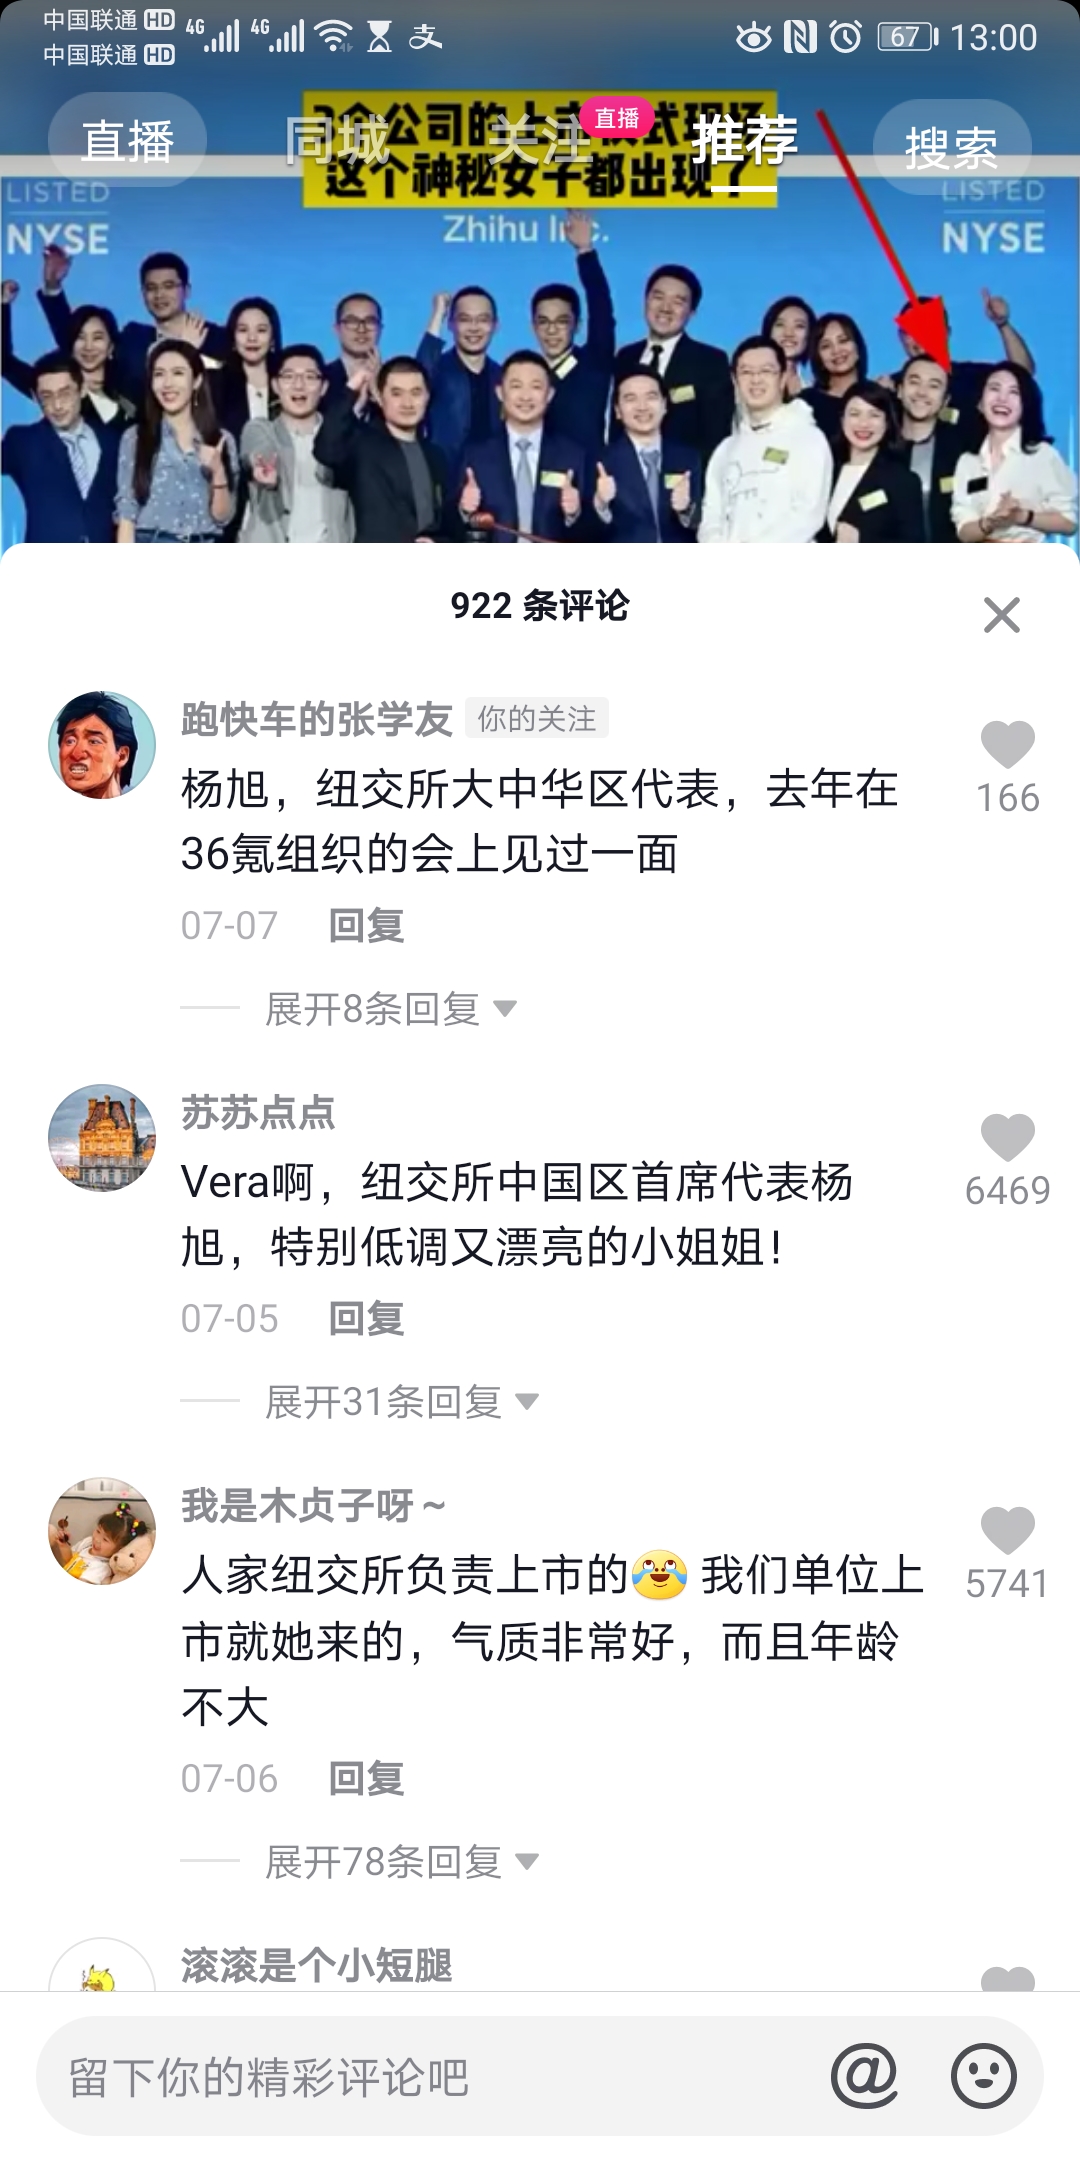 中国联通 HD 4G 4G 67 13:00
中国联通 HD
3个公司的上市仪式现场
这个神秘女子都出现了
直播 同城 关注 直播 推荐 搜索
LISTED LISTED
NYSE NYSE
Zhihu Inc.
922 条评论
跑快车的张学友 你的关注
杨旭，纽交所大中华区代表，去年在
36氪组织的会上见过一面
166
07-07 回复
展开8条回复
苏苏点点
Vera啊，纽交所中国区首席代表杨
旭，特别低调又漂亮的小姐姐！
6469
07-05 回复
展开31条回复
我是木贞子呀～
人家纽交所负责上市的😂 我们单位上
市就她来的，气质非常好，而且年龄
不大
5741
07-06 回复
展开78条回复
滚滚是个小短腿
留下你的精彩评论吧 @